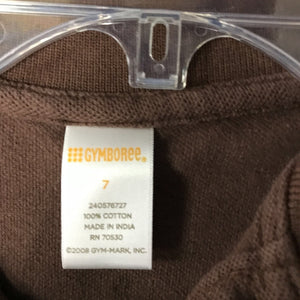 GYMBOREE®
7
240576727
100% COTTON
MADE IN INDIA
RN 70530
©2008 GYM-MARK, INC.